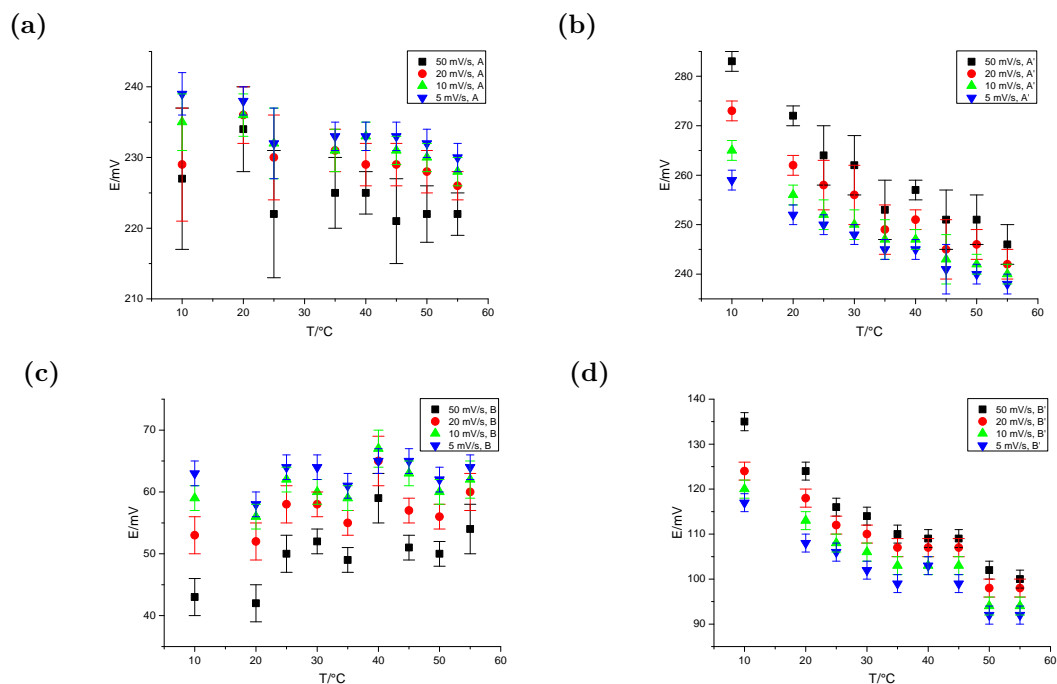 (a)
240
230
220
210
E/mV
10 20 30 40 50 60
T/°C
50 mV/s, A
20 mV/s, A
10 mV/s, A
5 mV/s, A
(b)
280
270
260
250
240
E/mV
10 20 30 40 50 60
T/°C
50 mV/s, A'
20 mV/s, A'
10 mV/s, A'
5 mV/s, A'
(c)
70
60
50
40
E/mV
10 20 30 40 50 60
T/°C
50 mV/s, B
20 mV/s, B
10 mV/s, B
5 mV/s, B
(d)
140
130
120
110
100
90
E/mV
10 20 30 40 50 60
T/°C
50 mV/s, B'
20 mV/s, B'
10 mV/s, B'
5 mV/s, B'